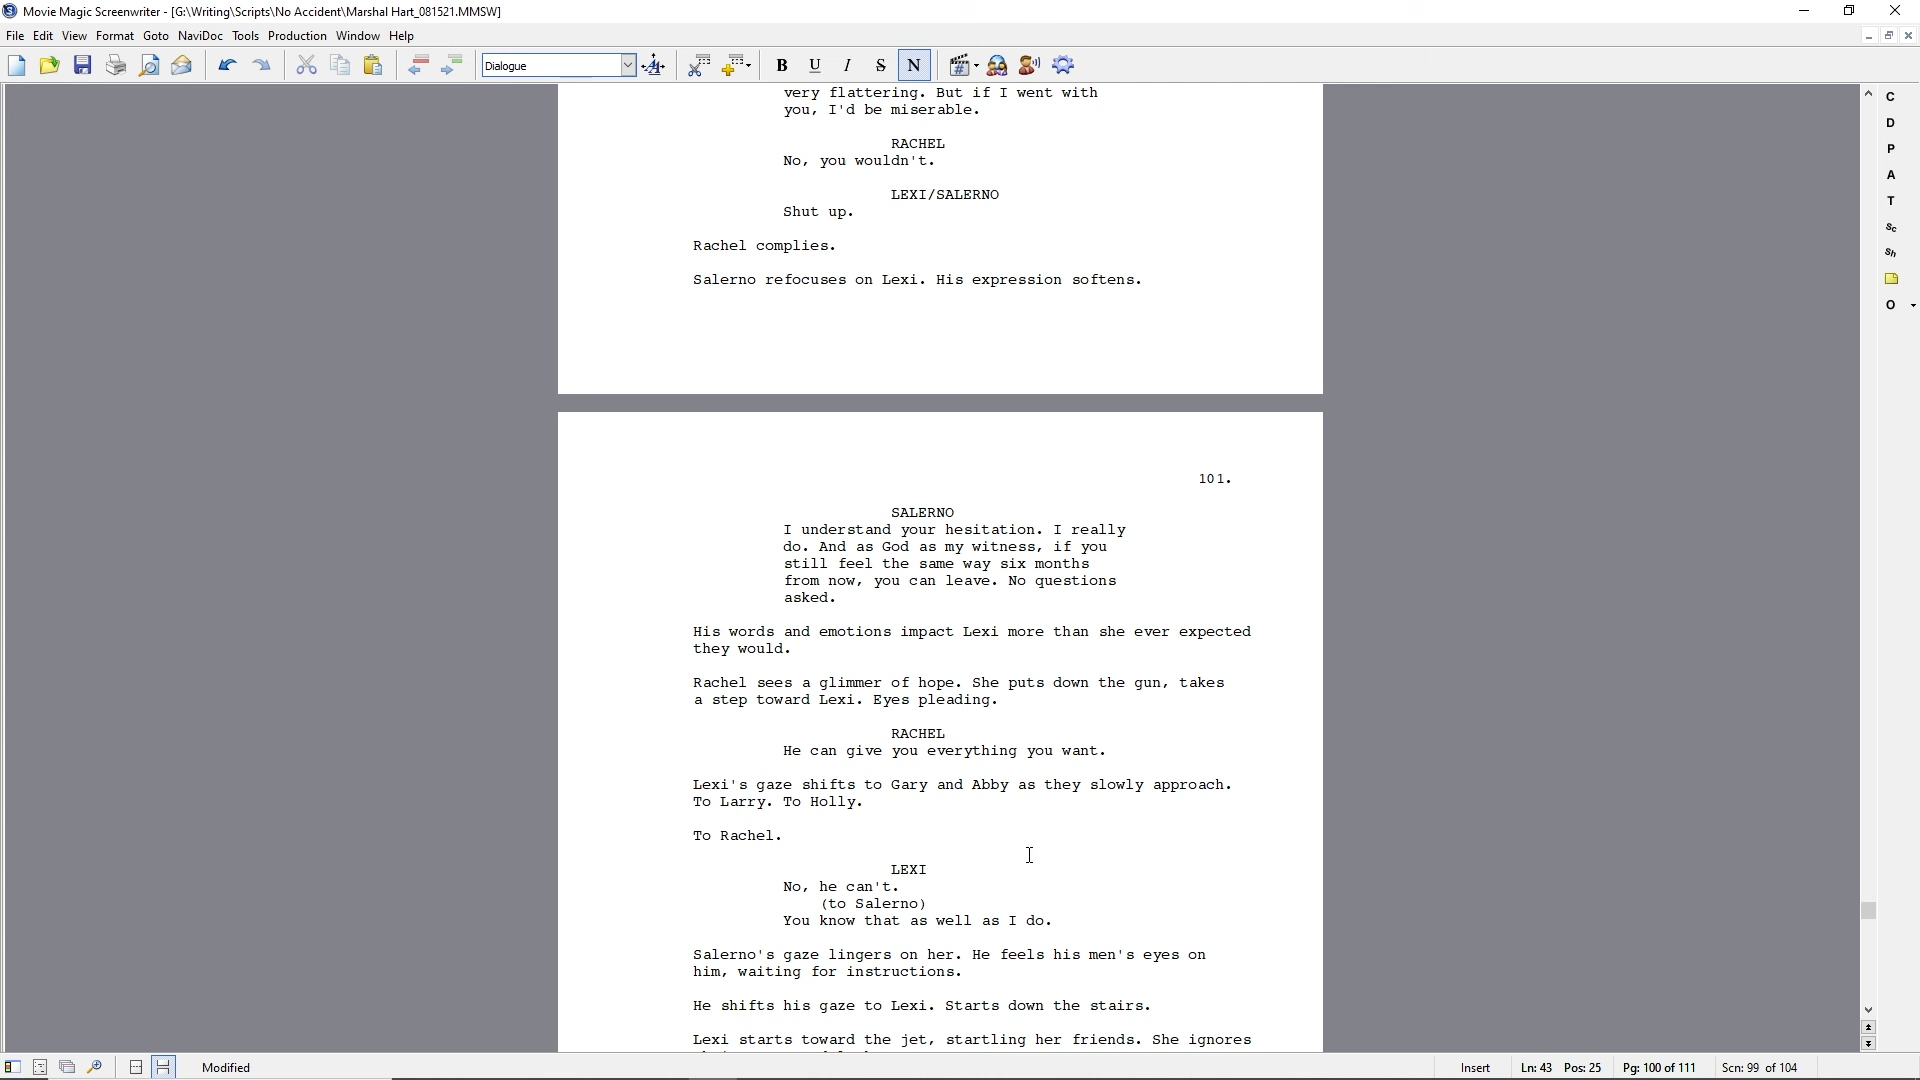 Movie Magic Screenwriter - [G:\Writing\Scripts\No Accident\Marshal Hart_081521.MMSW]
File Edit View Format Goto NaviDoc Tools Production Window Help
Dialogue
B U I S N
very flattering. But if I went with
you, I'd be miserable.
RACHEL
No, you wouldn't.
LEXI/SALERNO
Shut up.
Rachel complies.
Salerno refocuses on Lexi. His expression softens.
101.
SALERNO
I understand your hesitation. I really
do. And as God as my witness, if you
still feel the same way six months
from now, you can leave. No questions
asked.
His words and emotions impact Lexi more than she ever expected
they would.
Rachel sees a glimmer of hope. She puts down the gun, takes
a step toward Lexi. Eyes pleading.
RACHEL
He can give you everything you want.
Lexi's gaze shifts to Gary and Abby as they slowly approach.
To Larry. To Holly.
To Rachel.
LEXI
No, he can't.
(to Salerno)
You know that as well as I do.
Salerno's gaze lingers on her. He feels his men's eyes on
him, waiting for instructions.
He shifts his gaze to Lexi. Starts down the stairs.
Lexi starts toward the jet, startling her friends. She ignores
C
D
P
A
T
Sc
Sh
O
Modified
Insert Ln: 43 Pos: 25 Pg: 100 of 111 Scn: 99 of 104